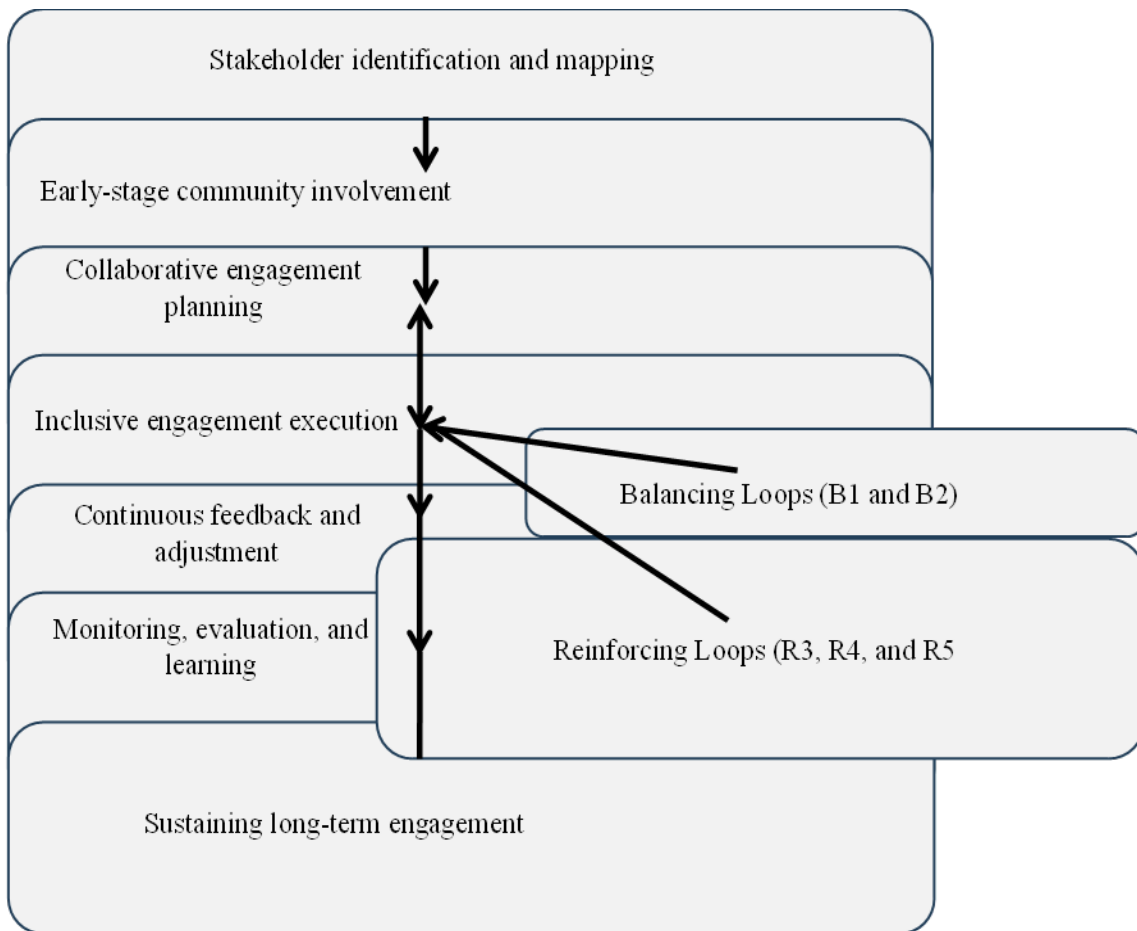 Stakeholder identification and mapping
Early-stage community involvement
Collaborative engagement
planning
Inclusive engagement execution
Balancing Loops (B1 and B2)
Continuous feedback and
adjustment
Monitoring, evaluation, and
learning
Reinforcing Loops (R3, R4, and R5
Sustaining long-term engagement